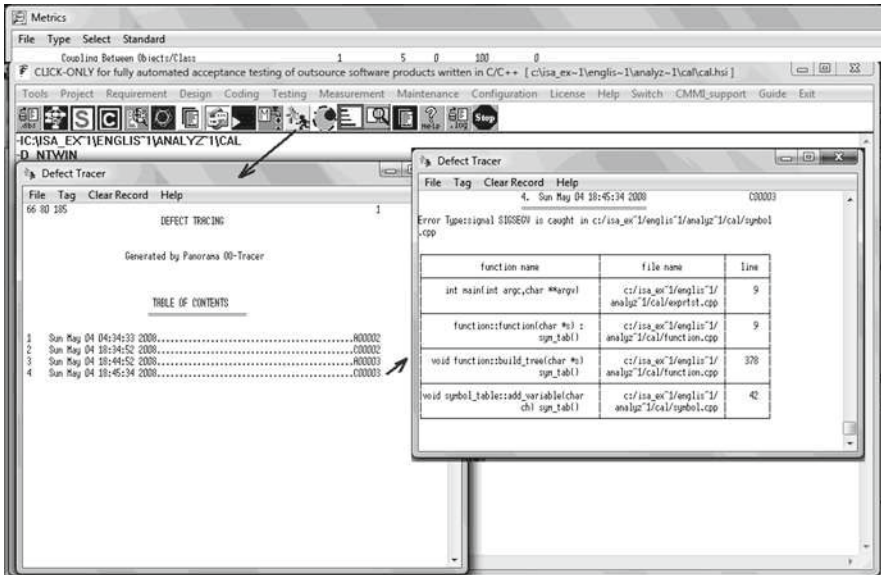 Metrics
File Type Select Standard
Coupling Between Objects/Class 1 5 0 100 0
CLICK-ONLY for fully automated acceptance testing of outsource software products written in C/C++ [ c:\isa_ex~1\englis~1\analyz~1\cal\cal.hsi ]
Tools Project Requirement Design Coding Testing Measurement Maintenance Configuration License Help Switch CMMI_support Guide Exit
.dbs S C Help .log Stop
-IC:\ISA_EX~1\ENGLIS~1\ANALYZ~1\CAL
-D_NTWIN
Defect Tracer
File Tag Clear Record Help
66 80 185 1
DEFECT TRACING
Generated by Panorama OO-Tracer
TABLE OF CONTENTS
1 Sun May 04 04:34:33 2008 A00002
2 Sun May 04 18:34:52 2008 C00002
3 Sun May 04 18:44:52 2008 A00003
4 Sun May 04 18:45:34 2008 C00003
Defect Tracer
File Tag Clear Record Help
4. Sun May 04 18:45:34 2008 C00003
Error Type:signal SIGSEGV is caught in c:/isa_ex~1/englis~1/analyz~1/cal/symbol
.cpp
function name file name line
int main(int argc,char **argv) c:/isa_ex~1/englis~1/ 9
analyz~1/cal/exprtst.cpp
function::function(char *s) : c:/isa_ex~1/englis~1/ 9
sym_tab() analyz~1/cal/function.cpp
void function::build_tree(char *s) c:/isa_ex~1/englis~1/ 378
sym_tab() analyz~1/cal/function.cpp
void symbol_table::add_variable(char c:/isa_ex~1/englis~1/ 42
ch) sym_tab() analyz~1/cal/symbol.cpp